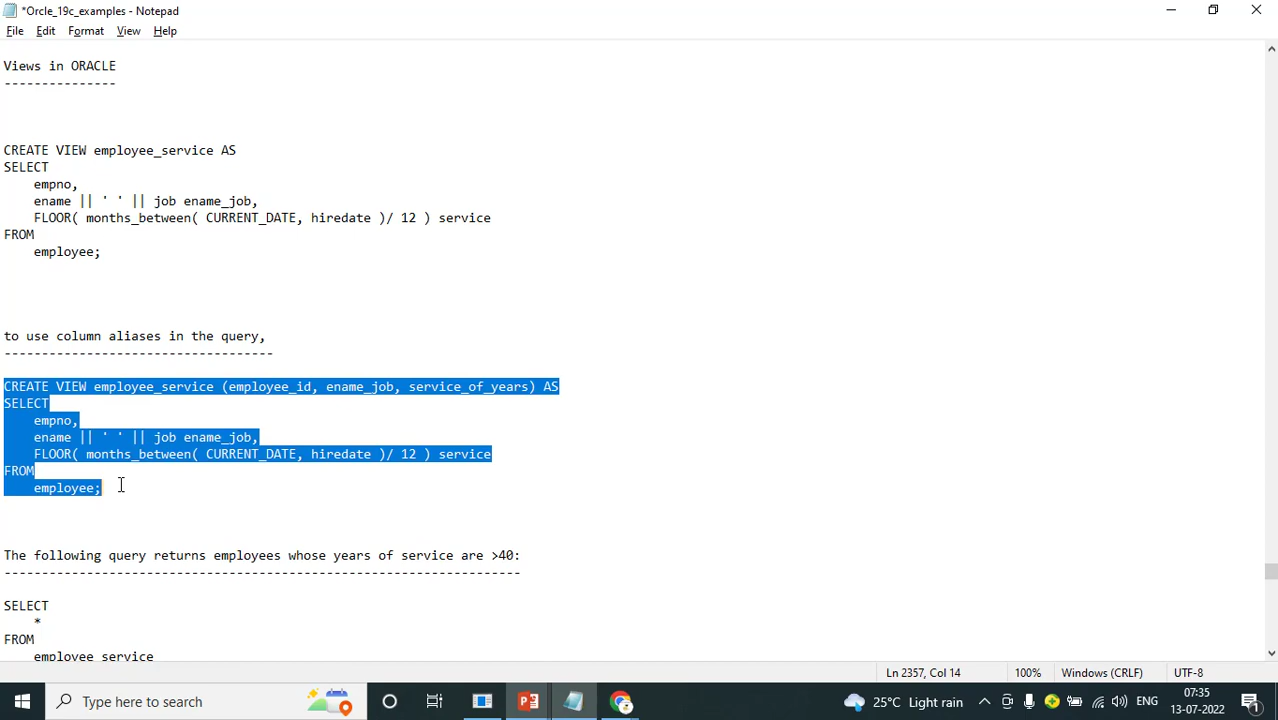 *Orcle_19c_examples - Notepad
File Edit Format View Help
Views in ORACLE
---------------
CREATE VIEW employee_service AS
SELECT
    empno,
    ename || ' ' || job ename_job,
    FLOOR( months_between( CURRENT_DATE, hiredate )/ 12 ) service
FROM
    employee;
to use column aliases in the query,
------------------------------------
CREATE VIEW employee_service (employee_id, ename_job, service_of_years) AS
SELECT
    empno,
    ename || ' ' || job ename_job,
    FLOOR( months_between( CURRENT_DATE, hiredate )/ 12 ) service
FROM
    employee;
The following query returns employees whose years of service are >40:
---------------------------------------------------------------------
SELECT
    *
FROM
    employee_service
Ln 2357, Col 14 100% Windows (CRLF) UTF-8
Type here to search 25°C Light rain ENG 07:35
13-07-2022 1